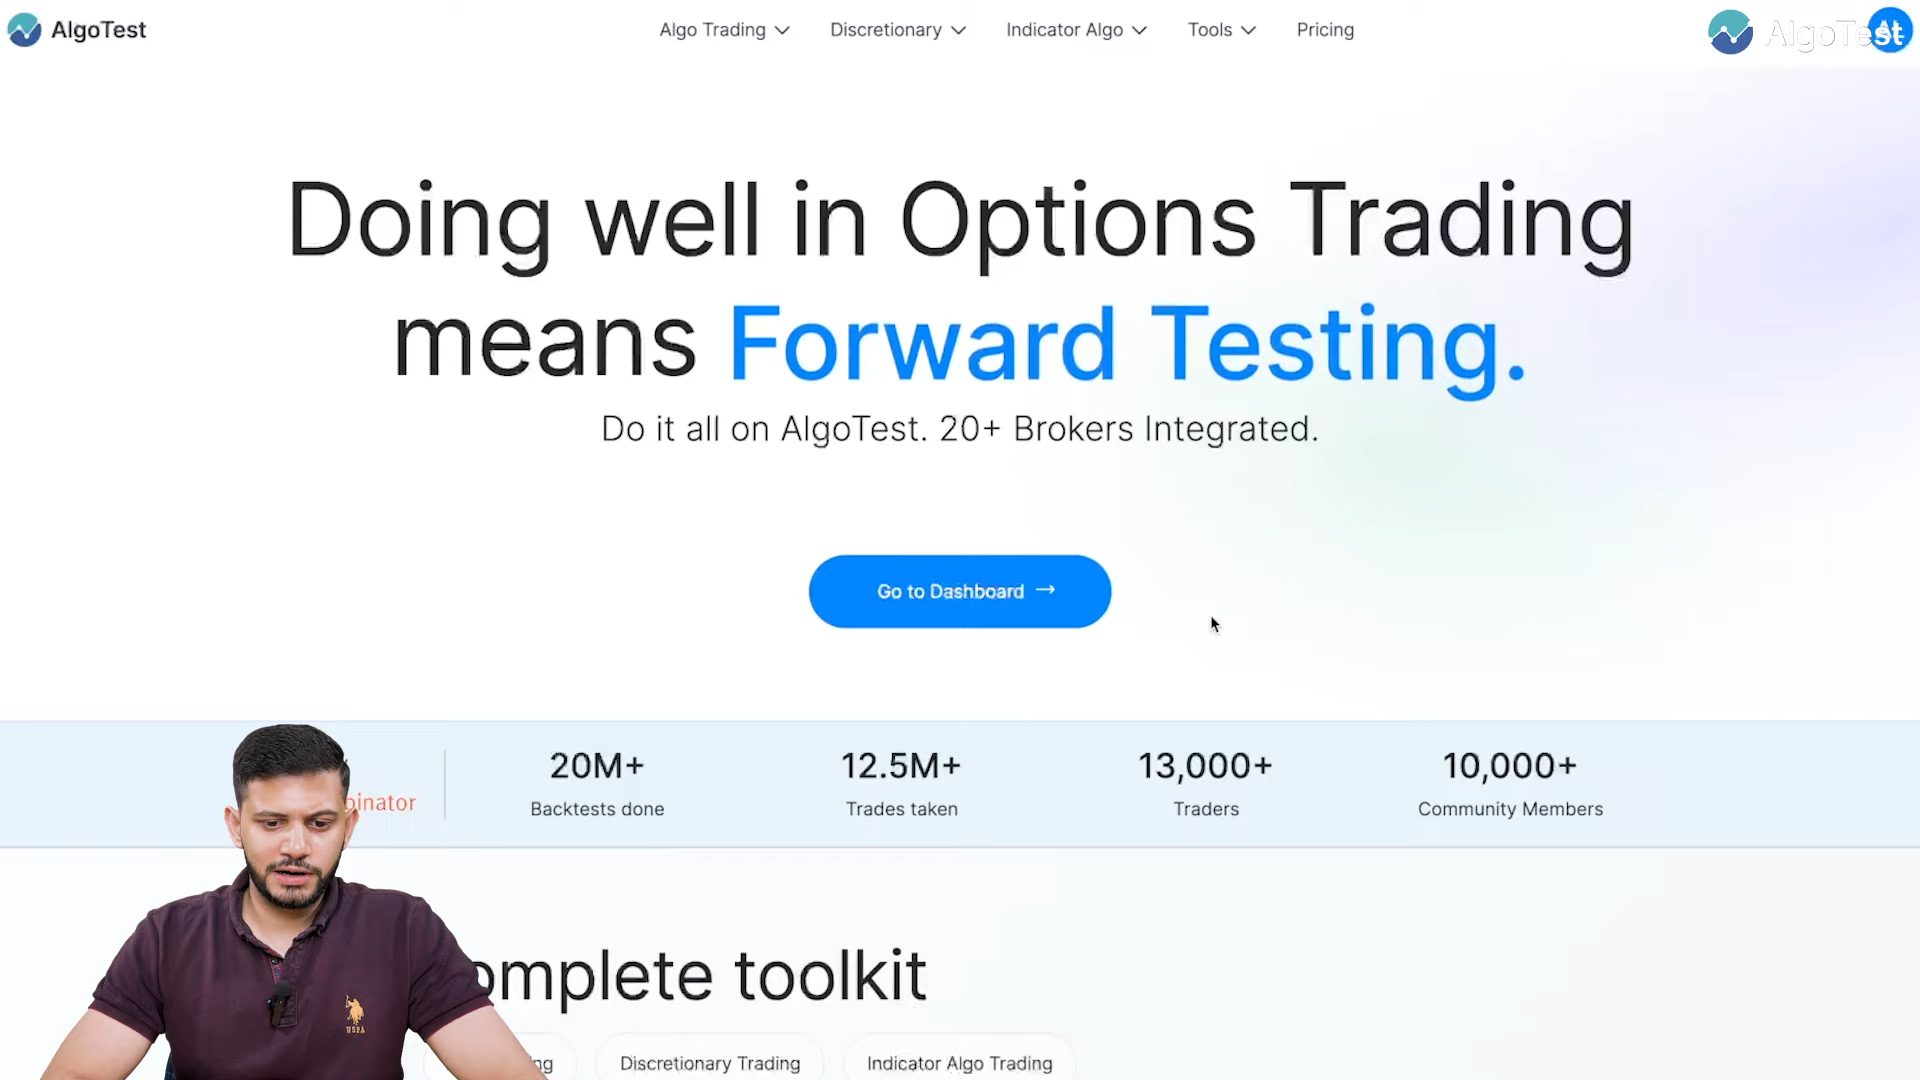 AlgoTest
Algo Trading
Discretionary
Indicator Algo
Tools
Pricing
AlgoTest
Doing well in Options Trading
means Forward Testing.
Do it all on AlgoTest. 20+ Brokers Integrated.
Go to Dashboard →
20M+
Backtests done
12.5M+
Trades taken
13,000+
Traders
10,000+
Community Members
toolkit
Discretionary Trading
Indicator Algo Trading
USPA